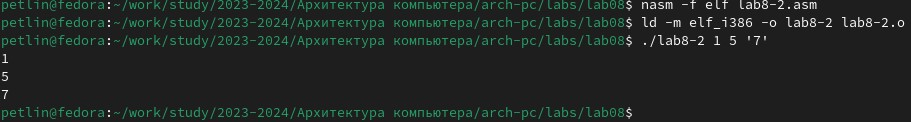 petlin@fedora:~/work/study/2023-2024/Архитектура компьютера/arch-pc/labs/lab08$ nasm -f elf lab8-2.asm
petlin@fedora:~/work/study/2023-2024/Архитектура компьютера/arch-pc/labs/lab08$ ld -m elf_i386 -o lab8-2 lab8-2.o
petlin@fedora:~/work/study/2023-2024/Архитектура компьютера/arch-pc/labs/lab08$ ./lab8-2 1 5 '7'
1
5
7
petlin@fedora:~/work/study/2023-2024/Архитектура компьютера/arch-pc/labs/lab08$